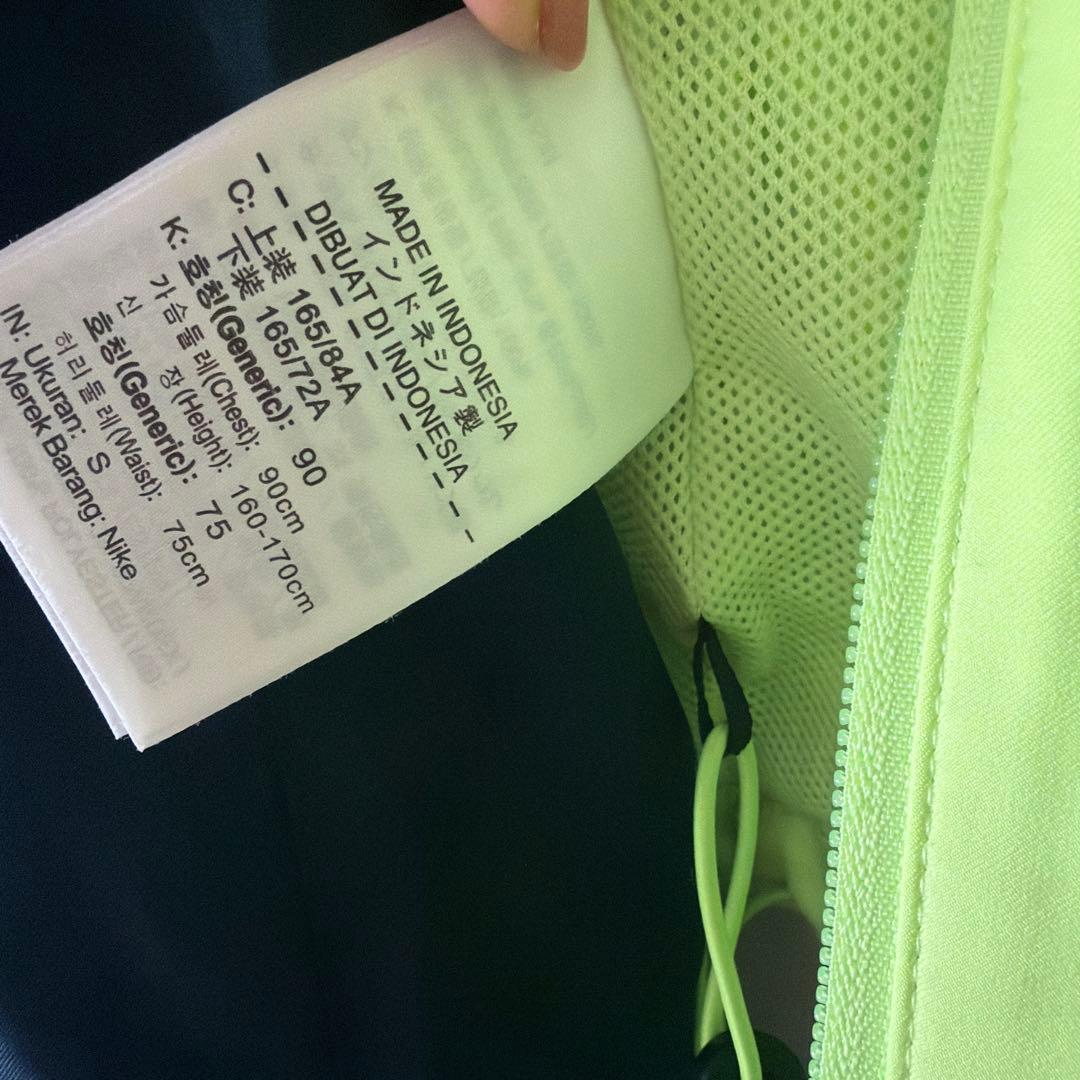 MADE IN INDONESIA
インドネシア製
DIBUAT DI INDONESIA
C: 上装 165/84A
下装 165/72A
K: 호칭(Generic): 90
가슴둘레(Chest): 90cm
신 장(Height): 160-170cm
호칭(Generic): 75
허리둘레(Waist): 75cm
IN: Ukuran: S
Merek Barang: Nike